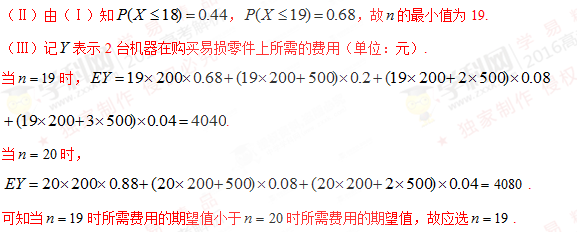 (Ⅱ)由(Ⅰ)知P(X≤18)=0.44,P(X≤19)=0.68,故n的最小值为19.
(Ⅲ)记Y表示2台机器在购买易损零件上所需的费用(单位:元).
当n=19时,EY=19×200×0.68+(19×200+500)×0.2+(19×200+2×500)×0.08
+(19×200+3×500)×0.04=4040.
当n=20时,
EY=20×200×0.88+(20×200+500)×0.08+(20×200+2×500)×0.04=4080.
可知当n=19时所需费用的期望值小于n=20时所需费用的期望值,故应选n=19.